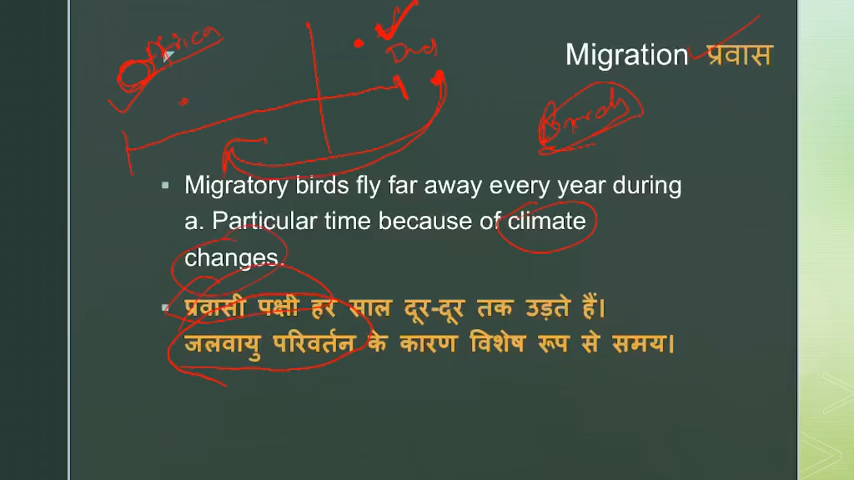 Africa
Migration प्रवास
Birds
Migratory birds fly far away every year during
a. Particular time because of climate
changes.
प्रवासी पक्षी हर साल दूर-दूर तक उड़ते हैं।
जलवायु परिवर्तन के कारण विशेष रूप से समय।